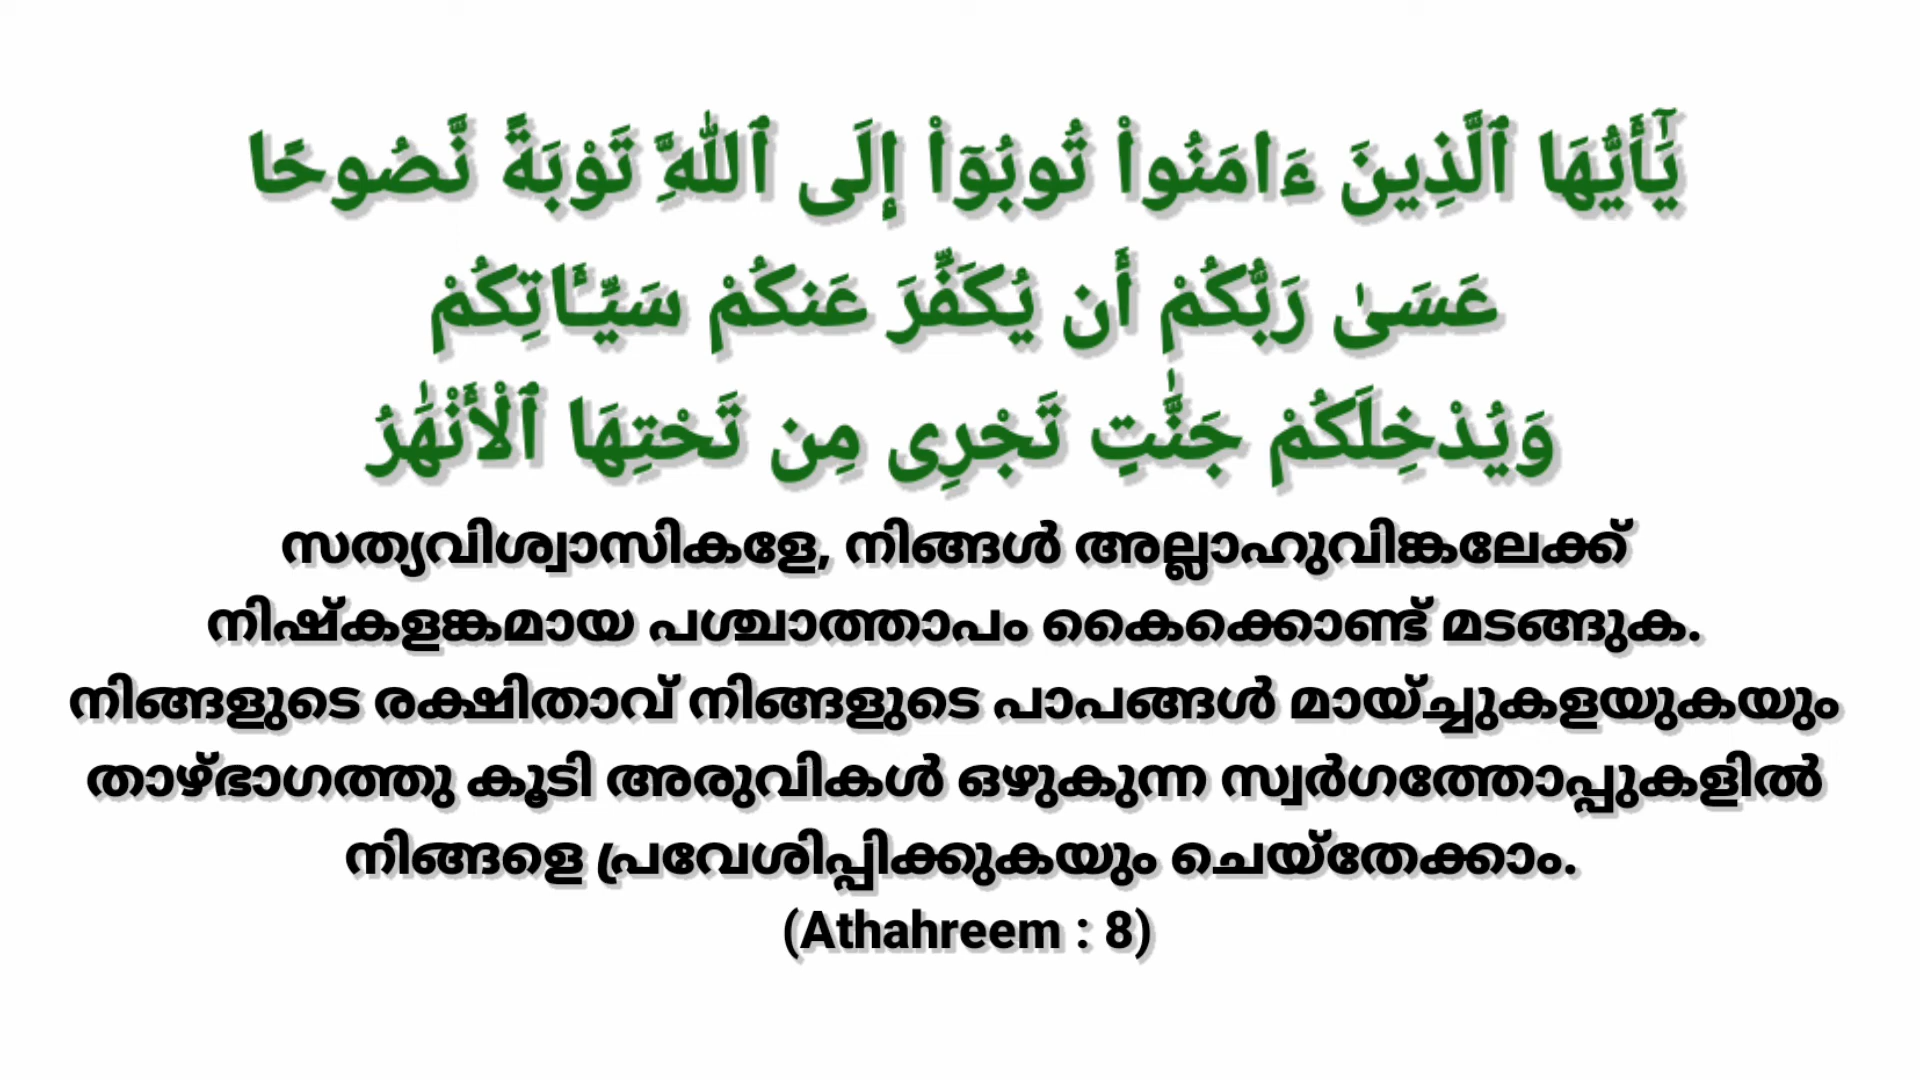 يَٰٓأَيُّهَا ٱلَّذِينَ ءَامَنُوا۟ تُوبُوٓا۟ إِلَى ٱللَّهِ تَوْبَةً نَّصُوحًا
عَسَىٰ رَبُّكُمْ أَن يُكَفِّرَ عَنكُمْ سَيِّـَٔاتِكُمْ
وَيُدْخِلَكُمْ جَنَّٰتٍ تَجْرِى مِن تَحْتِهَا ٱلْأَنْهَٰرُ
സത്യവിശ്വാസികളേ, നിങ്ങൾ അല്ലാഹുവിങ്കലേക്ക്
നിഷ്കളങ്കമായ പശ്ചാത്താപം കൈക്കൊണ്ട് മടങ്ങുക.
നിങ്ങളുടെ രക്ഷിതാവ് നിങ്ങളുടെ പാപങ്ങൾ മായ്ച്ചുകളയുകയും
താഴ്ഭാഗത്തു കൂടി അരുവികൾ ഒഴുകുന്ന സ്വർഗത്തോപ്പുകളിൽ
നിങ്ങളെ പ്രവേശിപ്പിക്കുകയും ചെയ്തേക്കാം.
(Athahreem : 8)